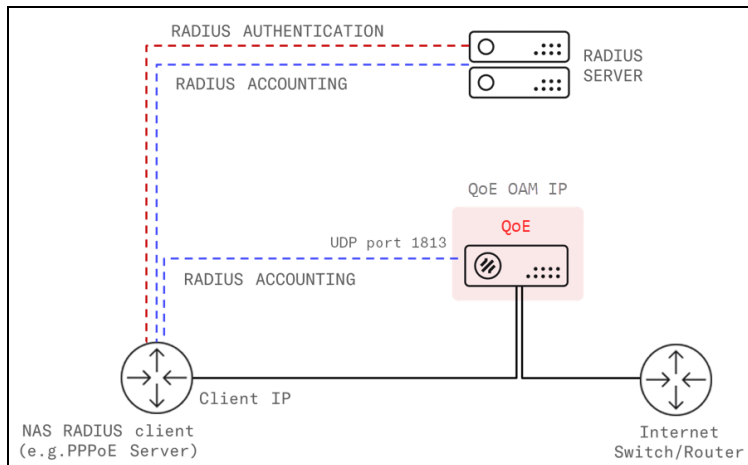 RADIUS AUTHENTICATION
RADIUS ACCOUNTING
RADIUS
SERVER
QoE OAM IP
QoE
UDP port 1813
RADIUS ACCOUNTING
Client IP
NAS RADIUS client
(e.g.PPPoE Server)
Internet
Switch/Router